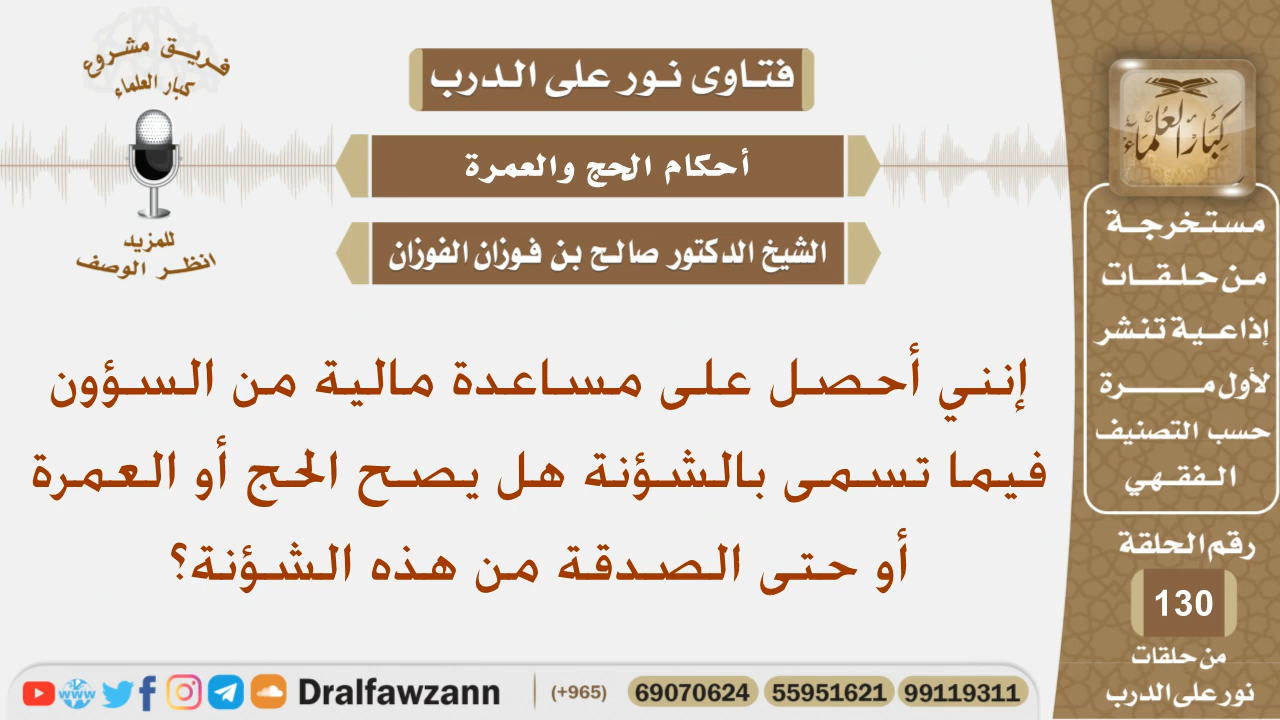 فريق مشروع
كبار العلماء
للمزيد
انظر الوصف
فتاوى نور على الدرب
أحكام الحج والعمرة
الشيخ الدكتور صالح بن فوزان الفوزان
إنني أحصل على مساعدة مالية من السؤون
فيما تسمى بالشؤنة هل يصح الحج أو العمرة
أو حتى الصدقة من هذه الشؤنة؟
كبار العلماء
مستخرجة
من حلقات
إذاعية تنشر
لأول مرة
حسب التصنيف
الفقهي
رقم الحلقة
130
من حلقات
نور على الدرب
www Dralfawzann (+965) 69070624 55951621 99119311